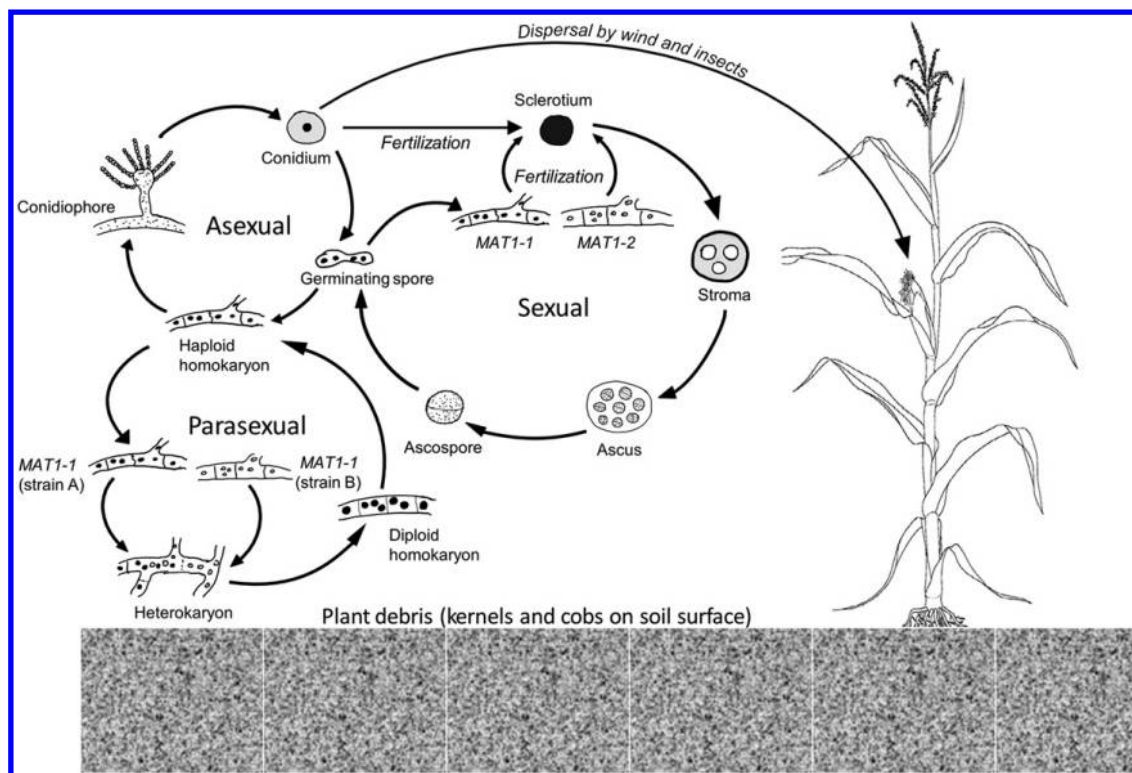 Dispersal by wind and insects
Sclerotium
Conidium
Fertilization
Fertilization
Conidiophore
Asexual
MAT1-1
MAT1-2
Germinating spore
Stroma
Sexual
Haploid
homokaryon
Parasexual
Ascospore
Ascus
MAT1-1
(strain A)
MAT1-1
(strain B)
Diploid
homokaryon
Heterokaryon
Plant debris (kernels and cobs on soil surface)